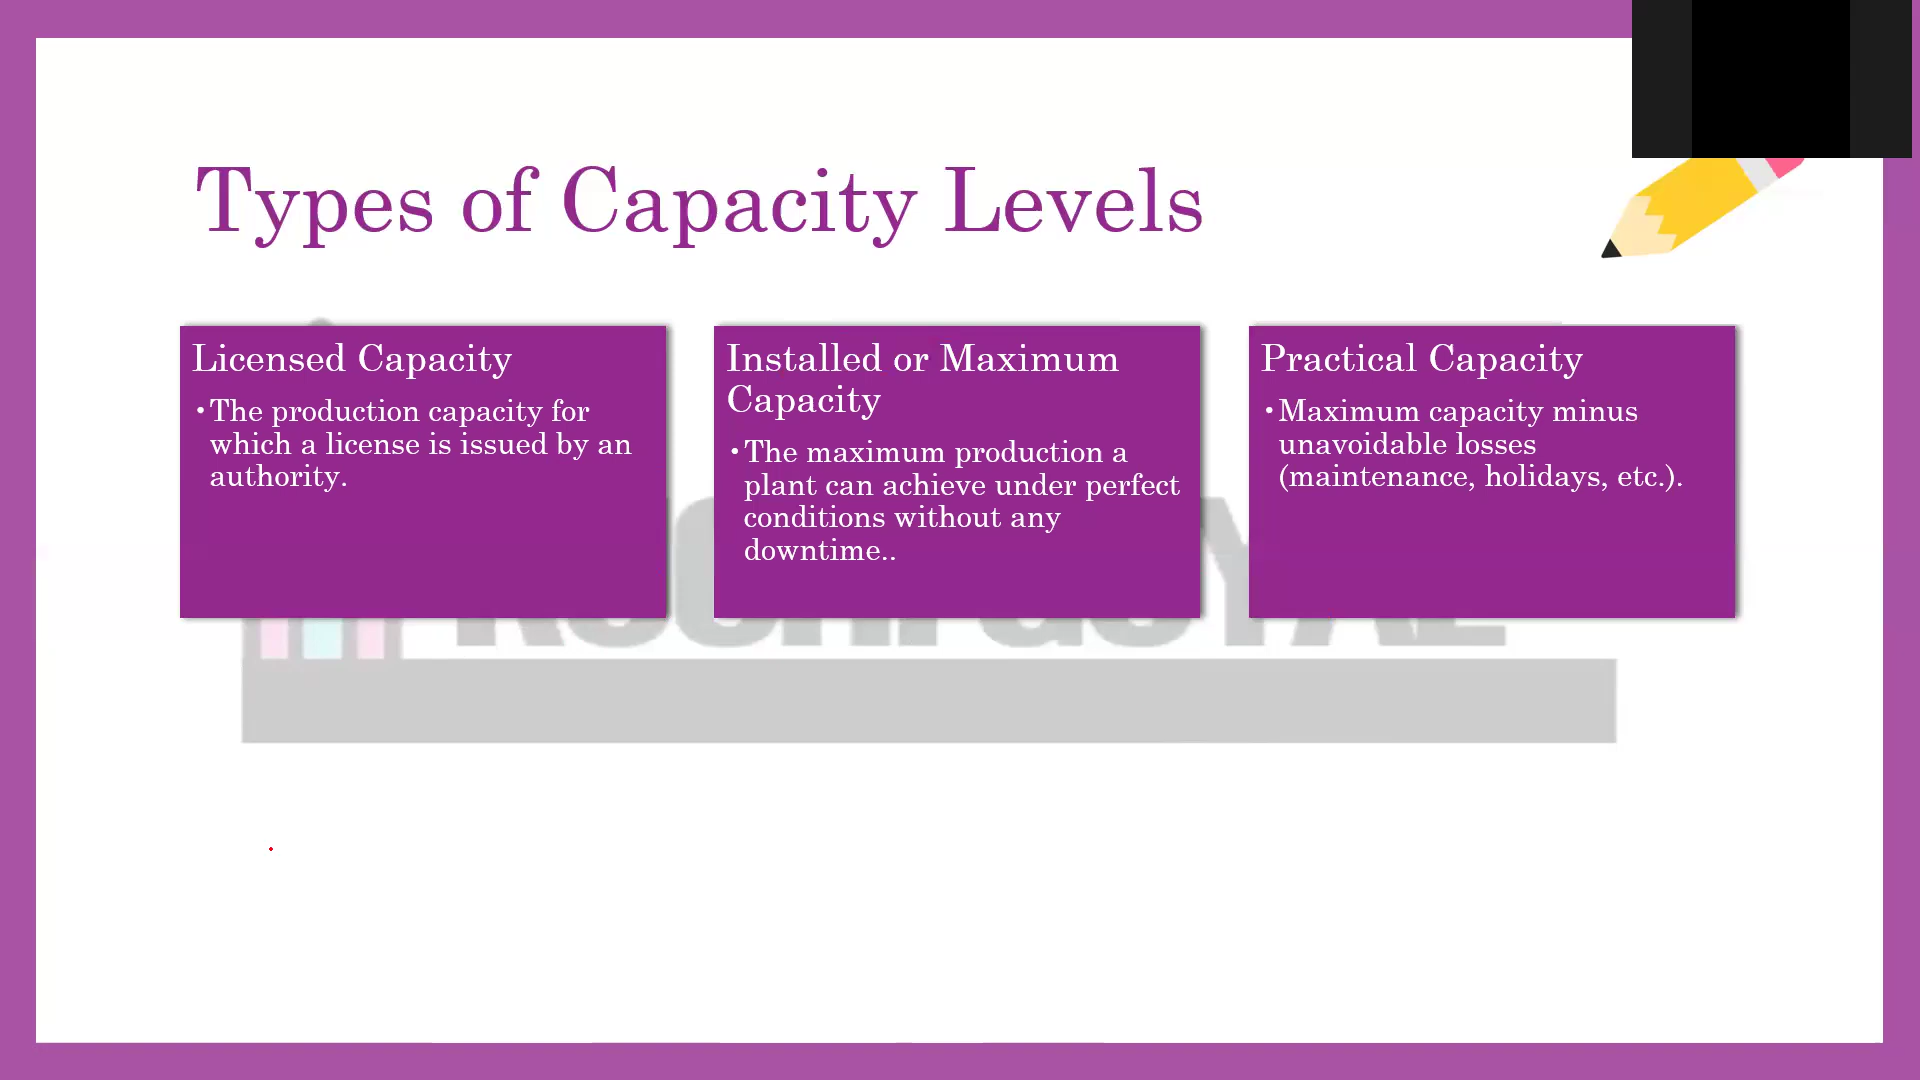 Types of Capacity Levels
Licensed Capacity
•The production capacity for
which a license is issued by an
authority.
Installed or Maximum
Capacity
•The maximum production a
plant can achieve under perfect
conditions without any
downtime..
Practical Capacity
•Maximum capacity minus
unavoidable losses
(maintenance, holidays, etc.).